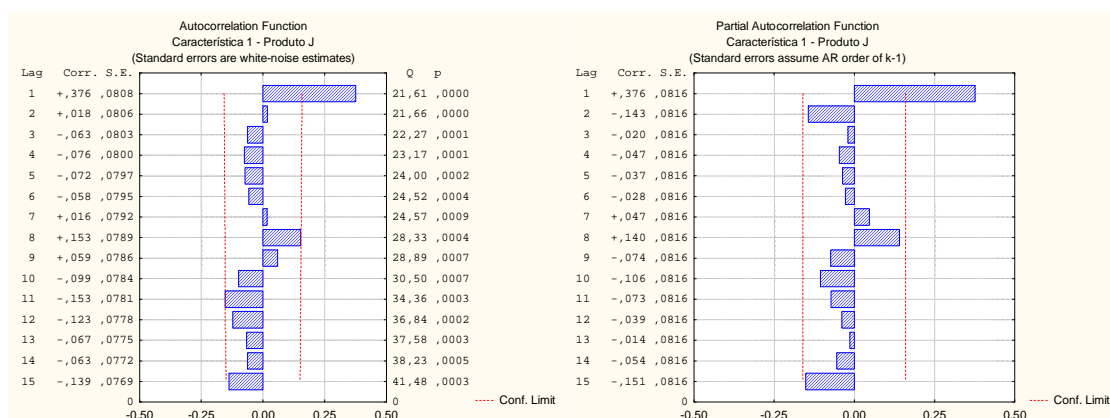 Autocorrelation Function
Característica 1 - Produto J
(Standard errors are white-noise estimates)
Lag Corr. S.E. Q p
1 +,376 ,0808 21,61 ,0000
2 +,018 ,0806 21,66 ,0000
3 -,063 ,0803 22,27 ,0001
4 -,076 ,0800 23,17 ,0001
5 -,072 ,0797 24,00 ,0002
6 -,058 ,0795 24,52 ,0004
7 +,016 ,0792 24,57 ,0009
8 +,153 ,0789 28,33 ,0004
9 +,059 ,0786 28,89 ,0007
10 -,099 ,0784 30,50 ,0007
11 -,153 ,0781 34,36 ,0003
12 -,123 ,0778 36,84 ,0002
13 -,067 ,0775 37,58 ,0003
14 -,063 ,0772 38,23 ,0005
15 -,139 ,0769 41,48 ,0003
0 0
-0.50 -0.25 0.00 0.25 0.50
Conf. Limit
Partial Autocorrelation Function
Característica 1 - Produto J
(Standard errors assume AR order of k-1)
Lag Corr. S.E.
1 +,376 ,0816
2 -,143 ,0816
3 -,020 ,0816
4 -,047 ,0816
5 -,037 ,0816
6 -,028 ,0816
7 +,047 ,0816
8 +,140 ,0816
9 -,074 ,0816
10 -,106 ,0816
11 -,073 ,0816
12 -,039 ,0816
13 -,014 ,0816
14 -,054 ,0816
15 -,151 ,0816
0 0
-0.50 -0.25 0.00 0.25 0.50
Conf. Limit